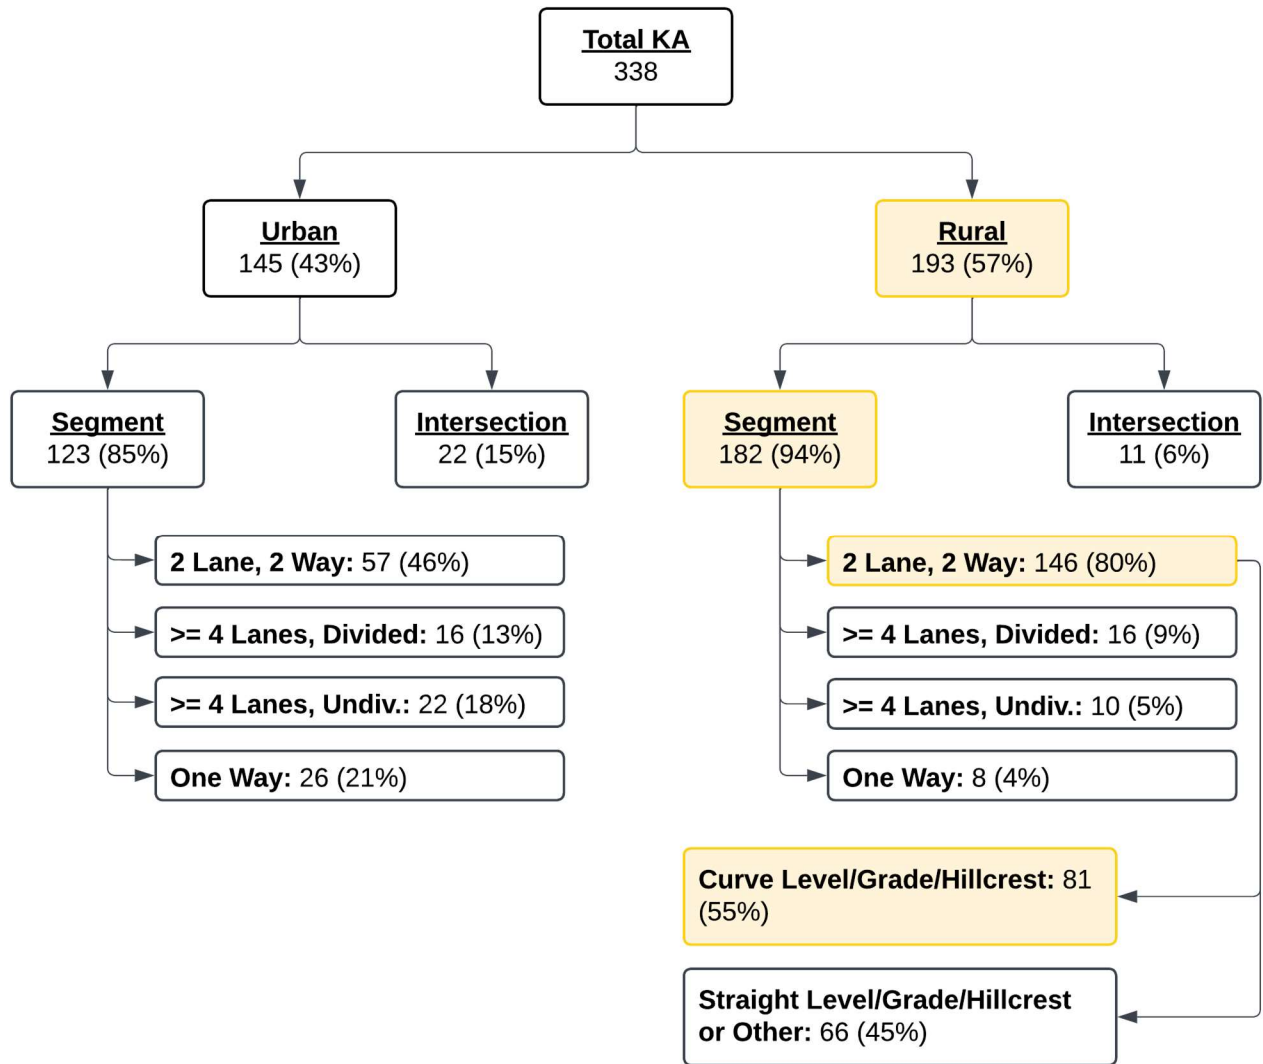 Total KA
338
Urban
145 (43%)
Rural
193 (57%)
Segment
123 (85%)
Intersection
22 (15%)
Segment
182 (94%)
Intersection
11 (6%)
2 Lane, 2 Way: 57 (46%)
>= 4 Lanes, Divided: 16 (13%)
>= 4 Lanes, Undiv.: 22 (18%)
One Way: 26 (21%)
2 Lane, 2 Way: 146 (80%)
>= 4 Lanes, Divided: 16 (9%)
>= 4 Lanes, Undiv.: 10 (5%)
One Way: 8 (4%)
Curve Level/Grade/Hillcrest: 81
(55%)
Straight Level/Grade/Hillcrest
or Other: 66 (45%)